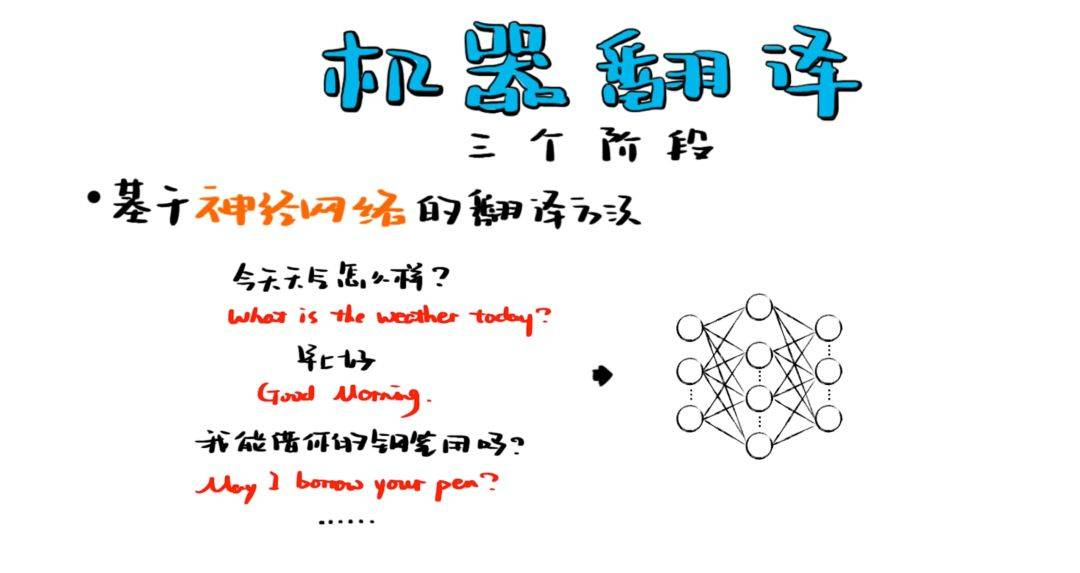 机器翻译
三个阶段
•基于神经网络的翻译方法
今天天气怎么样？
What is the weather today?
早上好
Good Morning.
我能借你的钢笔用吗？
May I borrow your pen?
……